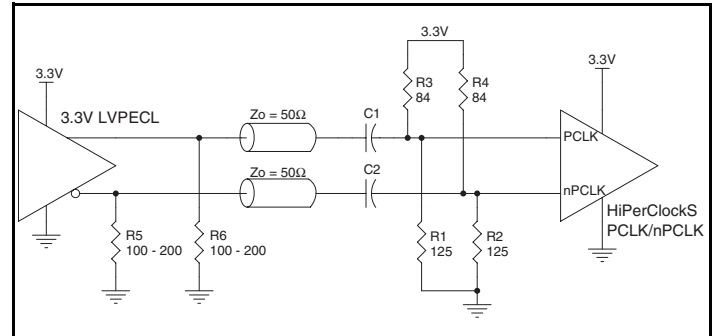 3.3V
3.3V
3.3V
R3
84
R4
84
3.3V LVPECL
Zo = 50Ω
C1
PCLK
Zo = 50Ω
C2
nPCLK
HiPerClockS
PCLK/nPCLK
R5
100 - 200
R6
100 - 200
R1
125
R2
125